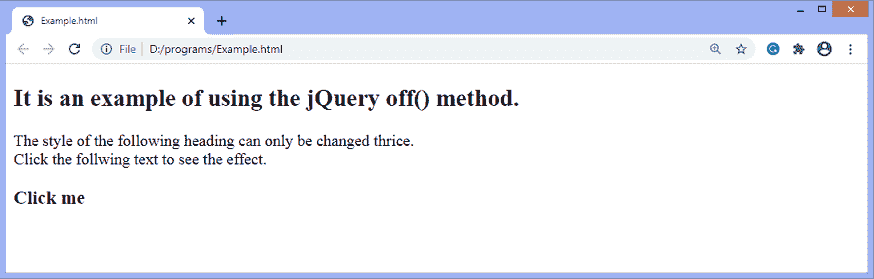 Example.html
File
D:/programs/Example.html
It is an example of using the jQuery off() method.
The style of the following heading can only be changed thrice.
Click the follwing text to see the effect.
Click me